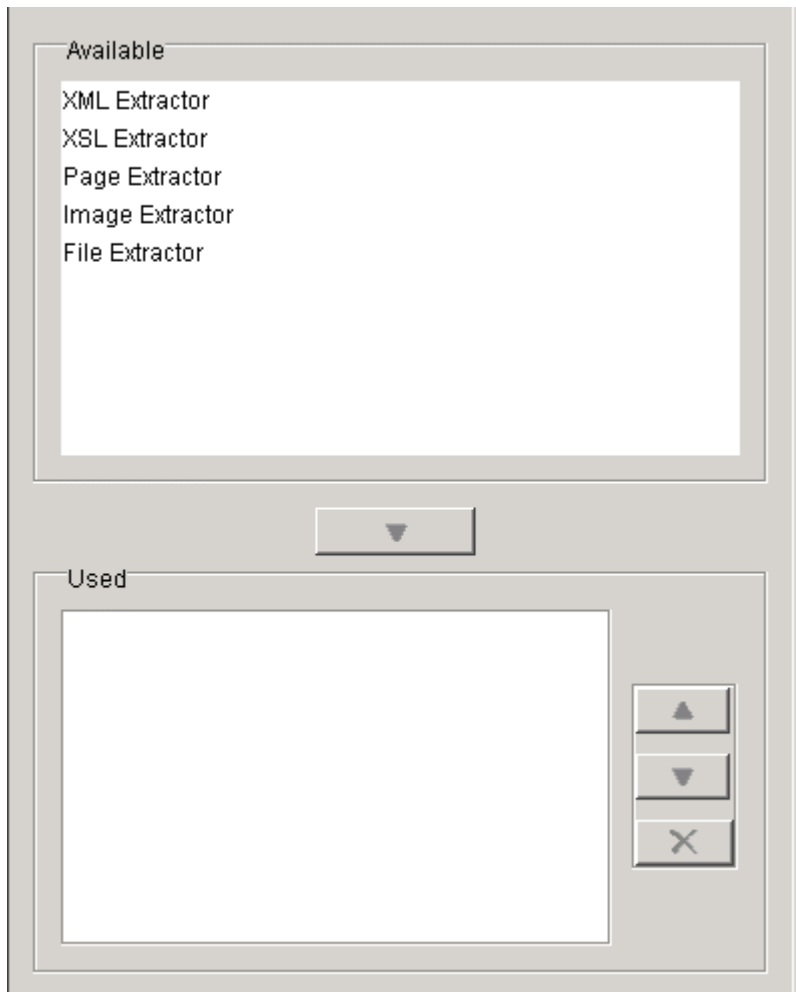 Available
XML Extractor
XSL Extractor
Page Extractor
Image Extractor
File Extractor
Used